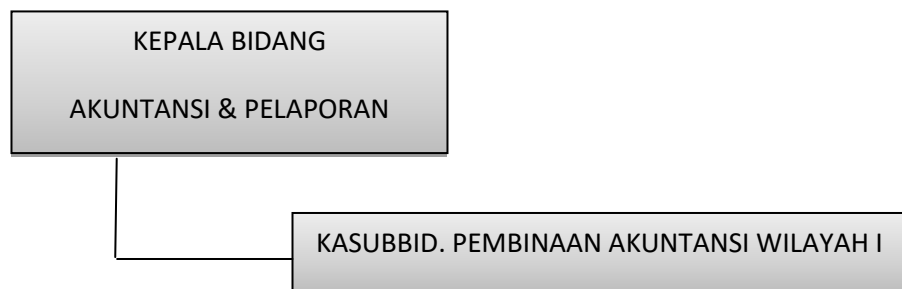 KEPALA BIDANG
AKUNTANSI & PELAPORAN
KASUBBID. PEMBINAAN AKUNTANSI WILAYAH I